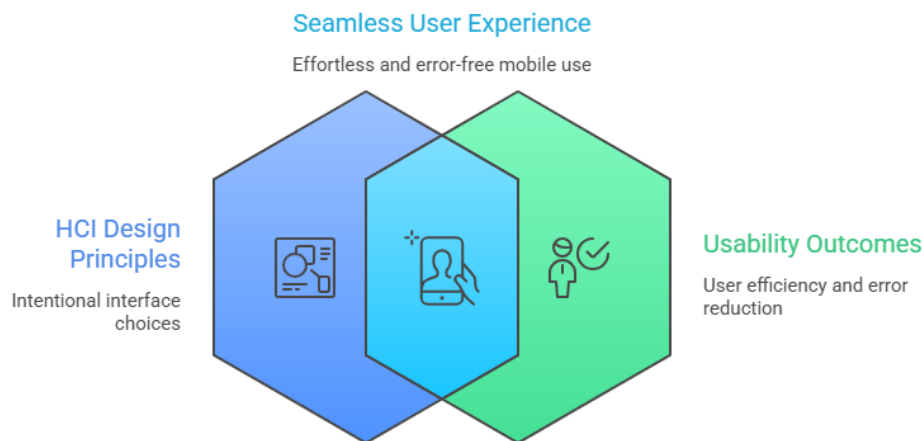 Seamless User Experience
Effortless and error-free mobile use
HCI Design
Principles
Intentional interface
choices
Usability Outcomes
User efficiency and error
reduction